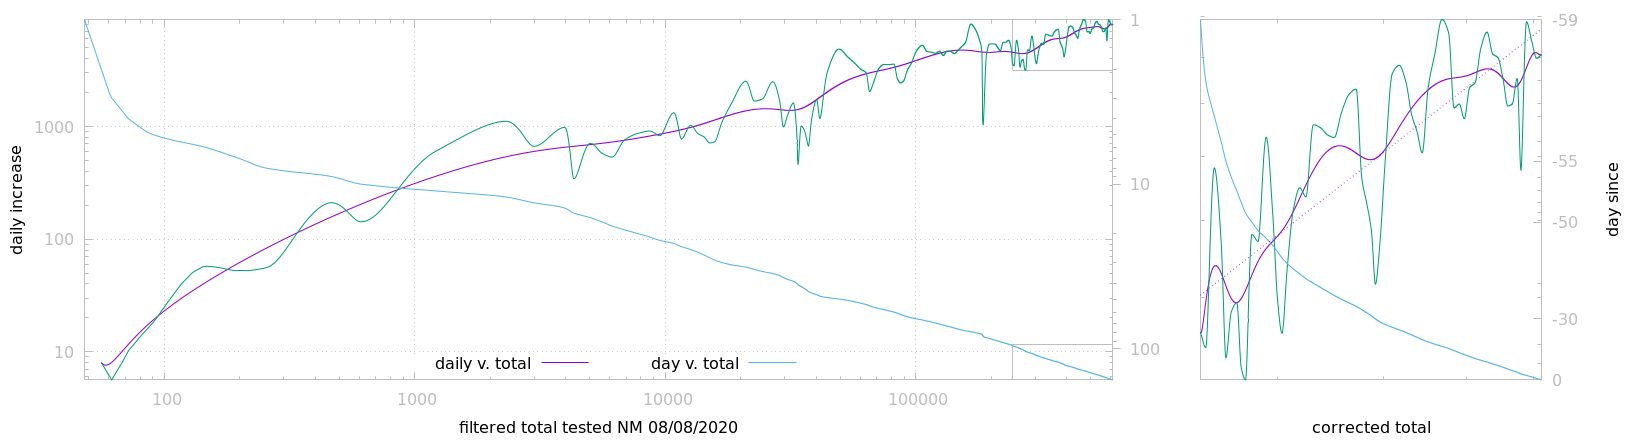 daily increase
1000
100
10
daily v. total
day v. total
100
1000
10000
100000
filtered total tested NM 08/08/2020
1
10
100
-59
-55
-50
-30
0
day since
corrected total